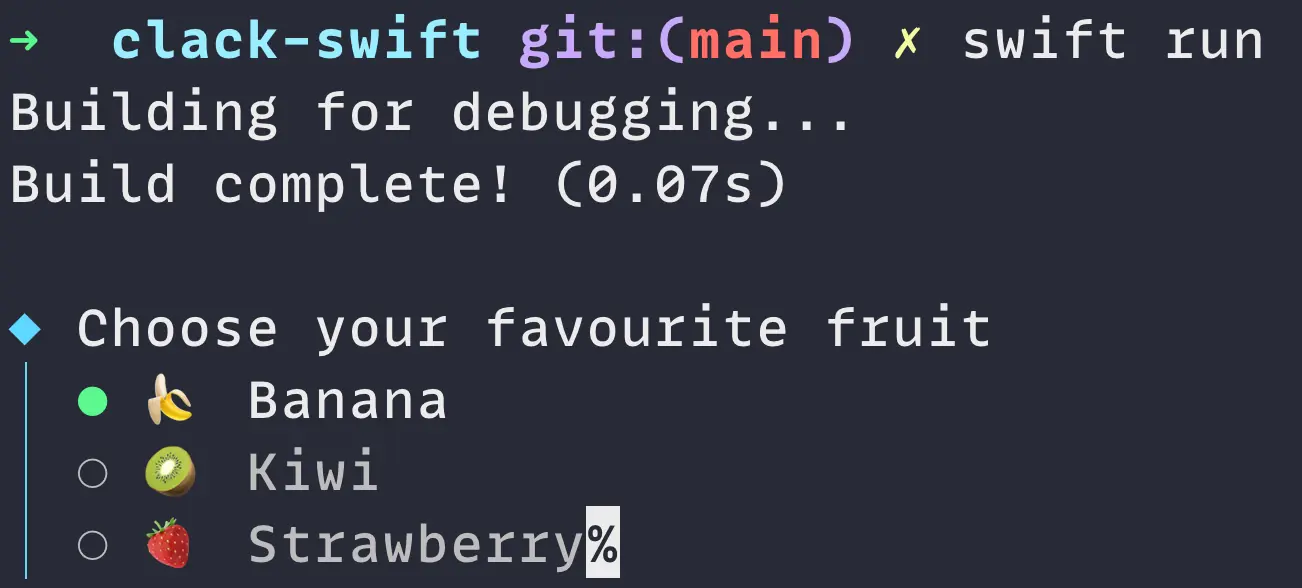 ➜  clack-swift git:(main) ✗ swift run
Building for debugging...
Build complete! (0.07s)
◆ Choose your favourite fruit
● 🍌 Banana
○ 🥝 Kiwi
○ 🍓 Strawberry%